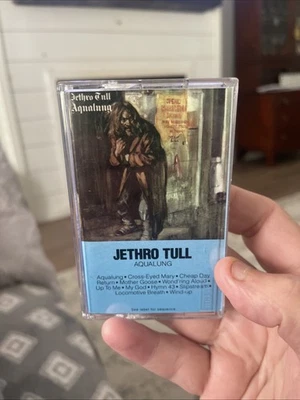 Jethro Tull
Aqualung
JETHRO TULL
AQUALUNG
Aqualung • Cross-Eyed Mary • Cheap Day
Return • Mother Goose • Wond'ring Aloud •
Up To Me • My God • Hymn 43 • Slipstream •
Locomotive Breath • Wind-up